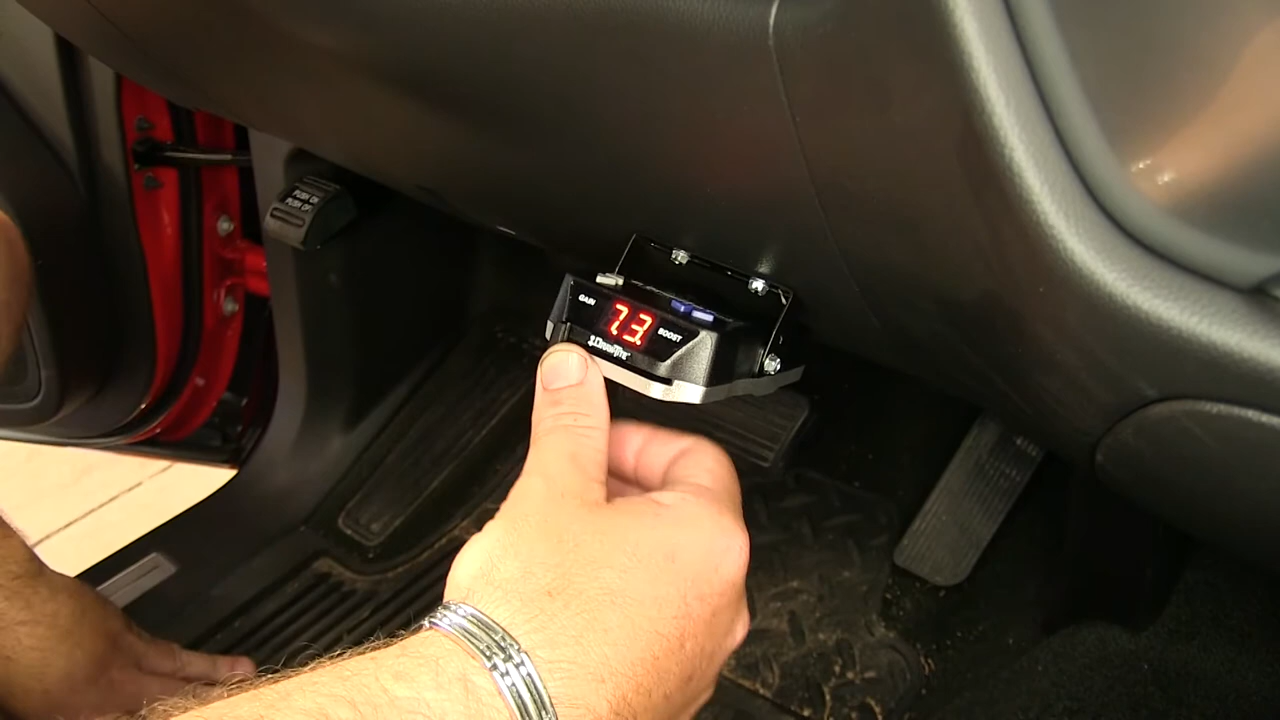 PUSH ON
PUSH OFF
GAIN
7.3.
BOOST
DRAW-TITE